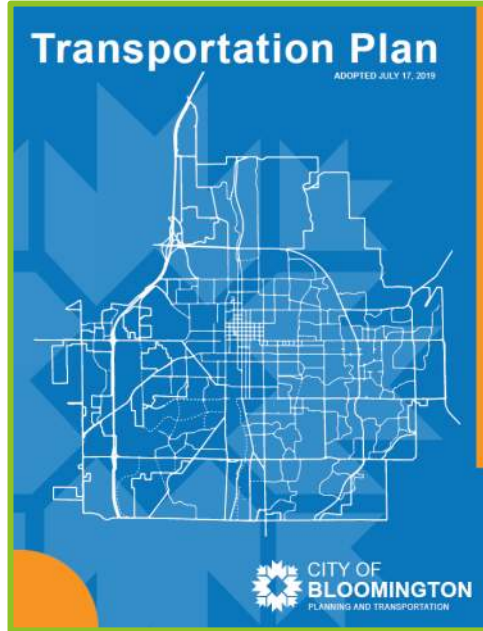 Transportation Plan
ADOPTED JULY 17, 2019
CITY OF
BLOOMINGTON
PLANNING AND TRANSPORTATION